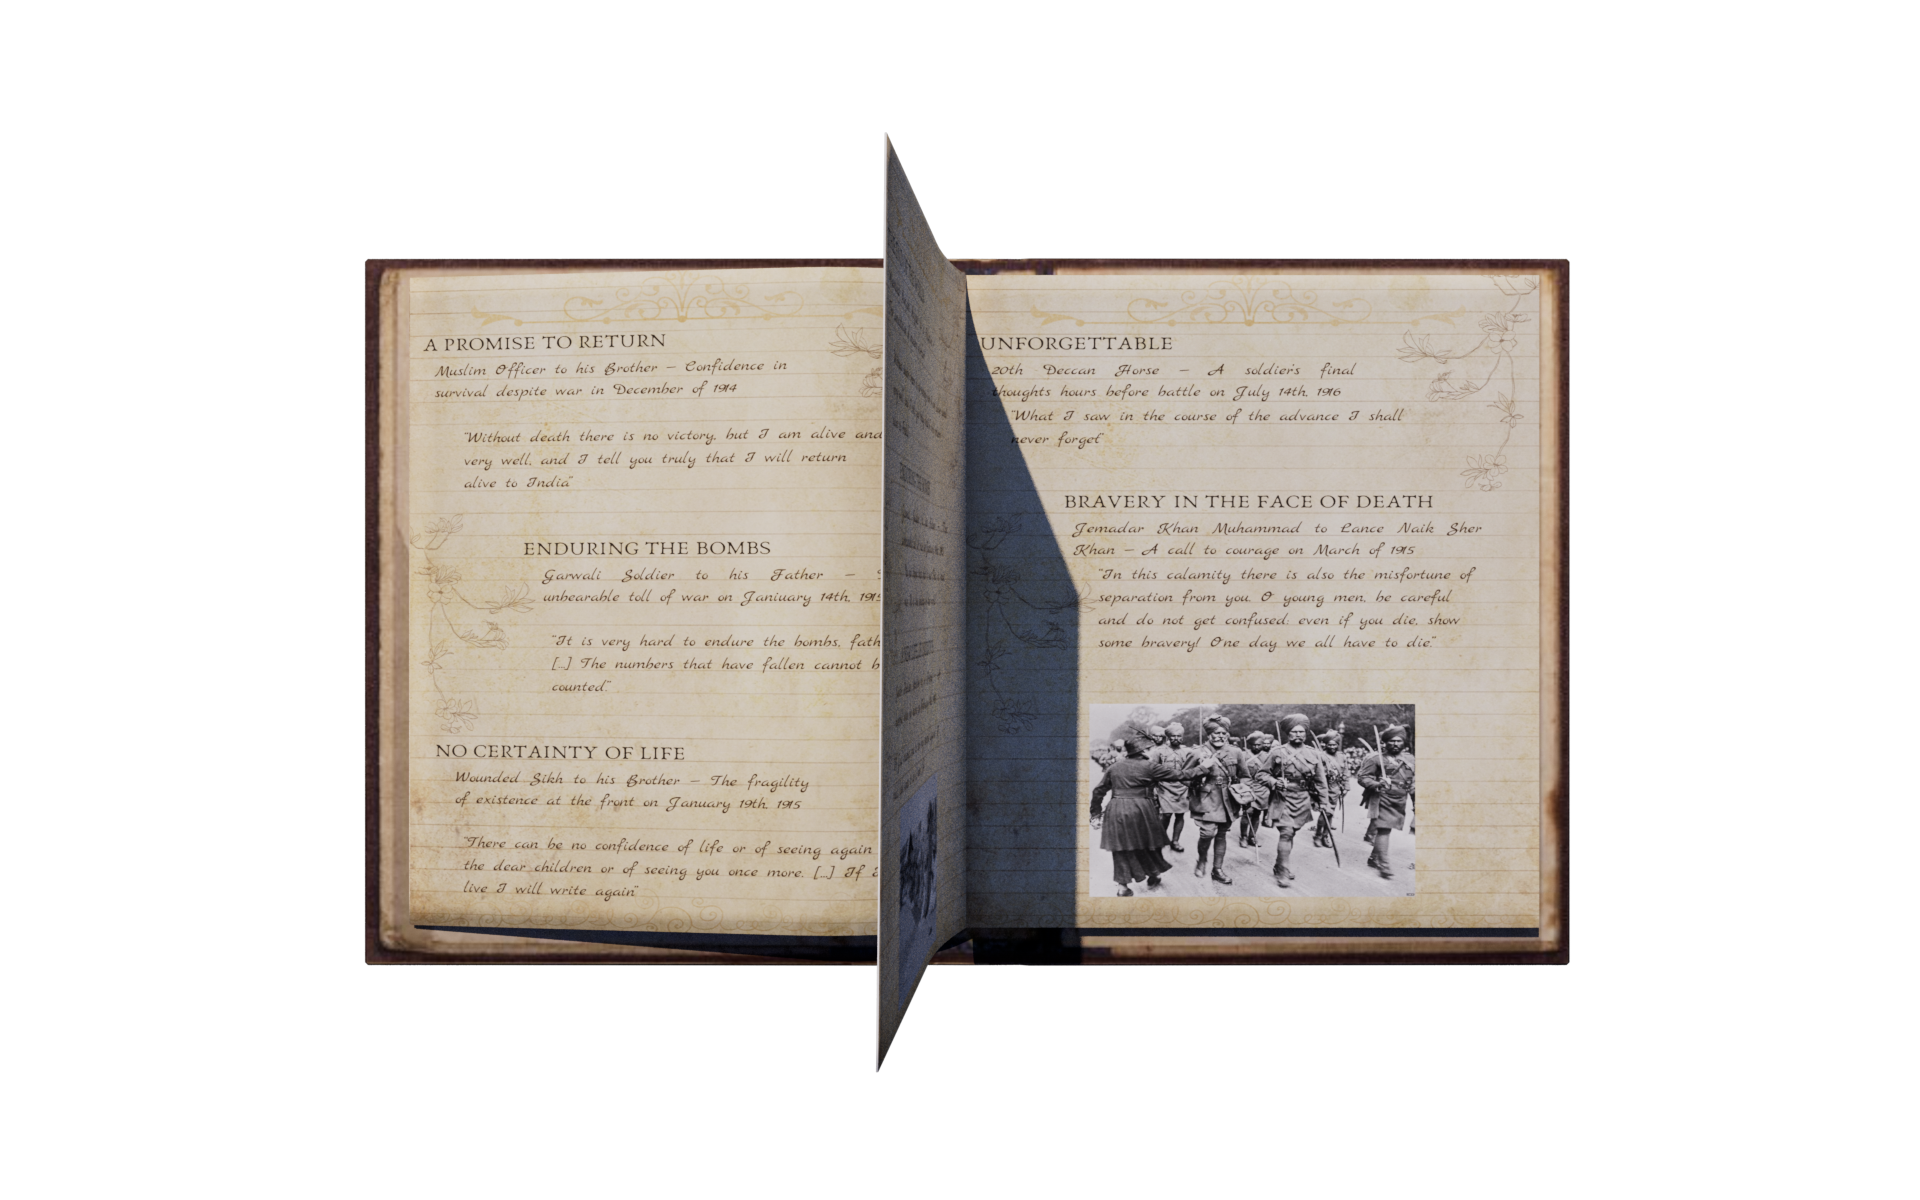 A PROMISE TO RETURN
Muslim Officer to his Brother – Confidence in
survival despite war in December of 1914
"Without death there is no victory, but I am alive and
very well, and I tell you truly that I will return
alive to India"
ENDURING THE BOMBS
Garwali Soldier to his Father –
unbearable toll of war on Janiuary 14th, 1915
"It is very hard to endure the bombs,
[...] The numbers that have fallen cannot
counted."
NO CERTAINTY OF LIFE
Wounded Sikh to his Brother – The fragility
of existence at the front on January 19th, 1915
"There can be no confidence of life or of seeing again
the dear children or of seeing you once more. [...] If
live I will write again"
UNFORGETTABLE
20th Deccan Horse – A soldier's final
thoughts hours before battle on July 14th, 1916
"What I saw in the course of the advance I shall
never forget"
BRAVERY IN THE FACE OF DEATH
Jemadar Khan Muhammad to Lance Naik Sher
Khan – A call to courage on March of 1915
"In this calamity there is also the misfortune of
separation from you. O young men, be careful
and do not get confused; even if you die, show
some bravery! One day we all have to die."